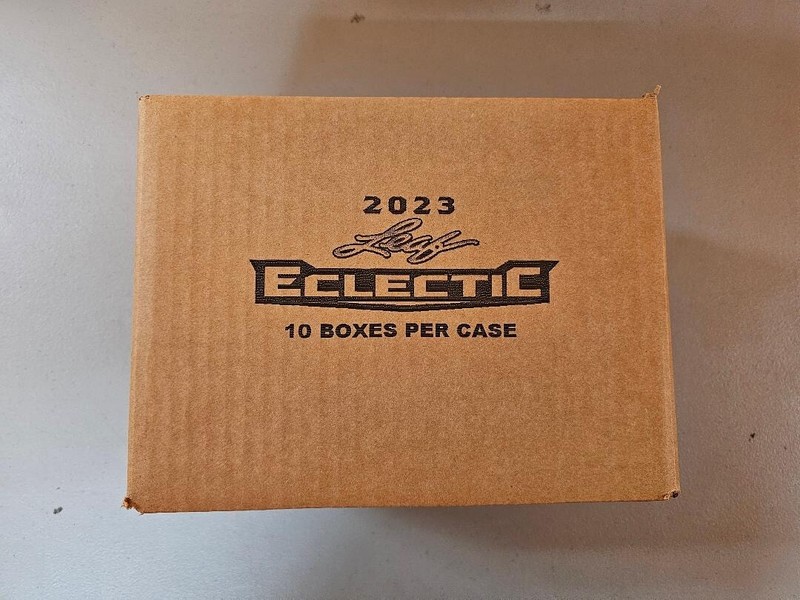 2023
Leaf
ECLECTIC
10 BOXES PER CASE